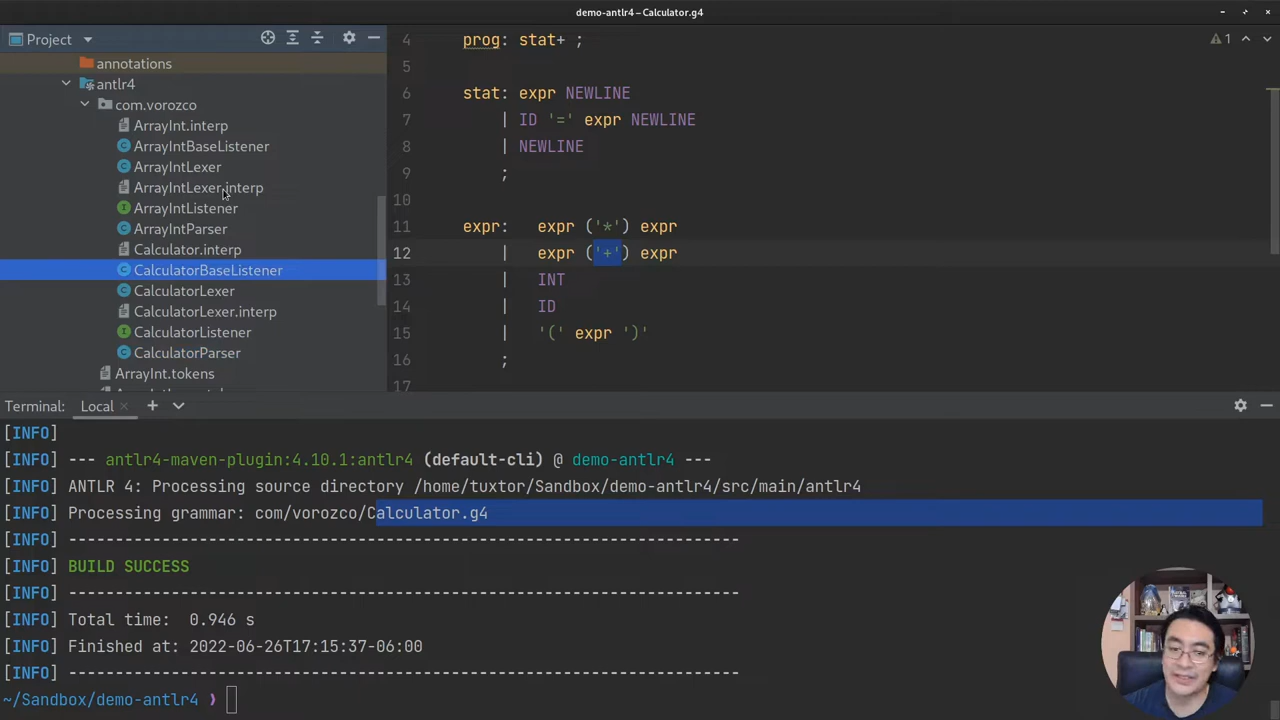 demo-antlr4 – Calculator.g4
Project
annotations
antlr4
com.vorozco
ArrayInt.interp
ArrayIntBaseListener
ArrayIntLexer
ArrayIntLexer.interp
ArrayIntListener
ArrayIntParser
Calculator.interp
CalculatorBaseListener
CalculatorLexer
CalculatorLexer.interp
CalculatorListener
CalculatorParser
ArrayInt.tokens
1
4 prog: stat+ ;
5
6 stat: expr NEWLINE
7 | ID '=' expr NEWLINE
8 | NEWLINE
9 ;
10
11 expr: expr ('*') expr
12 | expr ('+') expr
13 | INT
14 | ID
15 | '(' expr ')'
16 ;
17
Terminal: Local
[INFO]
[INFO] --- antlr4-maven-plugin:4.10.1:antlr4 (default-cli) @ demo-antlr4 ---
[INFO] ANTLR 4: Processing source directory /home/tuxtor/Sandbox/demo-antlr4/src/main/antlr4
[INFO] Processing grammar: com/vorozco/Calculator.g4
[INFO] ------------------------------------------------------------------------
[INFO] BUILD SUCCESS
[INFO] ------------------------------------------------------------------------
[INFO] Total time: 0.946 s
[INFO] Finished at: 2022-06-26T17:15:37-06:00
[INFO] ------------------------------------------------------------------------
~/Sandbox/demo-antlr4 ❯